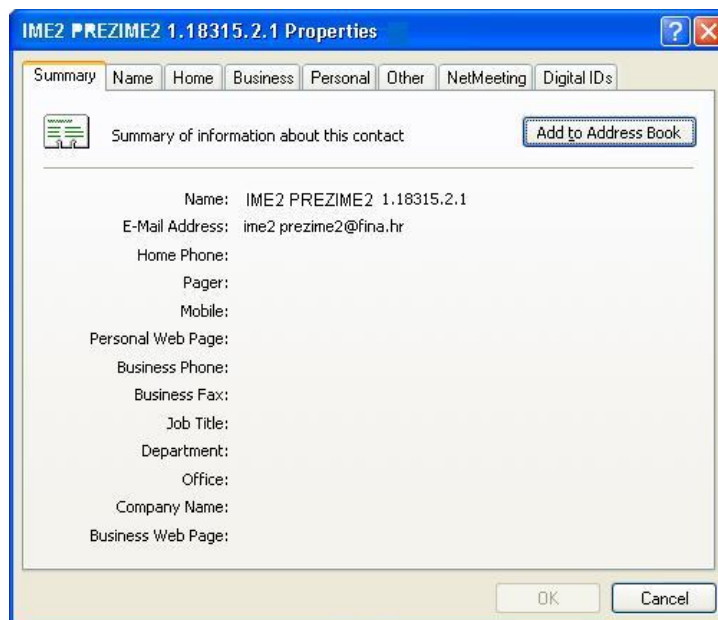 IME2 PREZIME2 1.18315.2.1 Properties
Summary Name Home Business Personal Other NetMeeting Digital IDs
Summary of information about this contact Add to Address Book
Name: IME2 PREZIME2 1.18315.2.1
E-Mail Address: ime2 prezime2@fina.hr
Home Phone:
Pager:
Mobile:
Personal Web Page:
Business Phone:
Business Fax:
Job Title:
Department:
Office:
Company Name:
Business Web Page:
OK Cancel